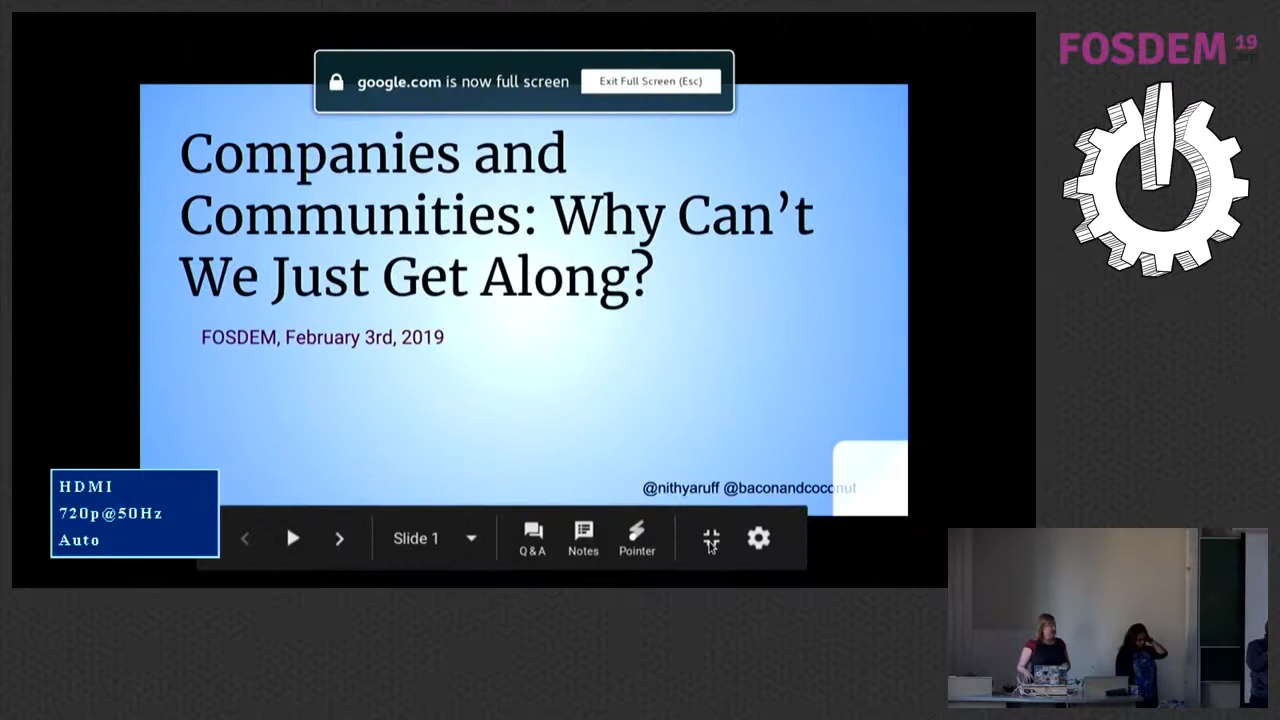 FOSDEM 19
google.com is now full screen
Exit Full Screen (Esc)
Companies and
Communities: Why Can't
We Just Get Along?
FOSDEM, February 3rd, 2019
@nithyaruff @baconandcoconut
HDMI
720p@50Hz
Auto
Slide 1
Q & A
Notes
Pointer